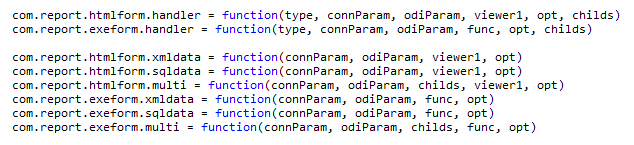 com.report.htmlform.handler = function(type, connParam, odiParam, viewer1, opt, childs)
com.report.exeform.handler = function(type, connParam, odiParam, func, opt, childs)
com.report.htmlform.xmldata = function(connParam, odiParam, viewer1, opt)
com.report.htmlform.sqldata = function(connParam, odiParam, viewer1, opt)
com.report.htmlform.multi = function(connParam, odiParam, childs, viewer1, opt)
com.report.exeform.xmldata = function(connParam, odiParam, func, opt)
com.report.exeform.sqldata = function(connParam, odiParam, func, opt)
com.report.exeform.multi = function(connParam, odiParam, childs, func, opt)